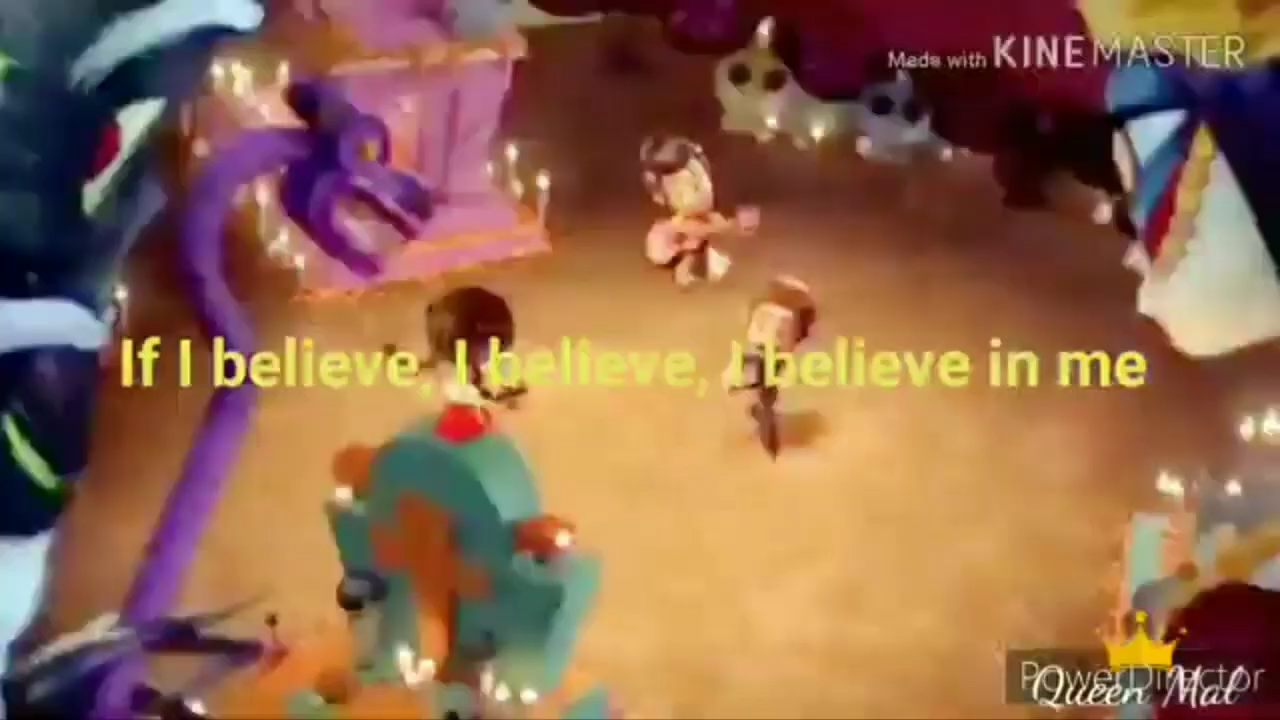 Made with KINEMASTER
If I believe, I believe, I believe in me
PowerDirector
Queen Mal